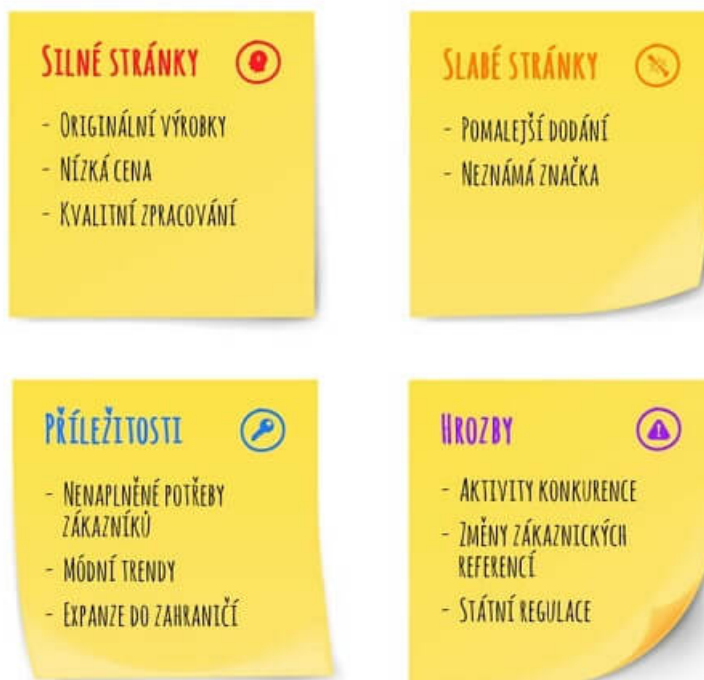 SILNÉ STRÁNKY
- ORIGINÁLNÍ VÝROBKY
- NÍZKÁ CENA
- KVALITNÍ ZPRACOVÁNÍ
SLABÉ STRÁNKY
- POMALEJŠÍ DODÁNÍ
- NEZNÁMÁ ZNAČKA
PŘÍLEŽITOSTI
- NENAPLNĚNÉ POTŘEBY
ZÁKAZNÍKŮ
- MÓDNÍ TRENDY
- EXPANZE DO ZAHRANIČÍ
HROZBY
- AKTIVITY KONKURENCE
- ZMĚNY ZÁKAZNICKÝCH
REFERENCÍ
- STÁTNÍ REGULACE